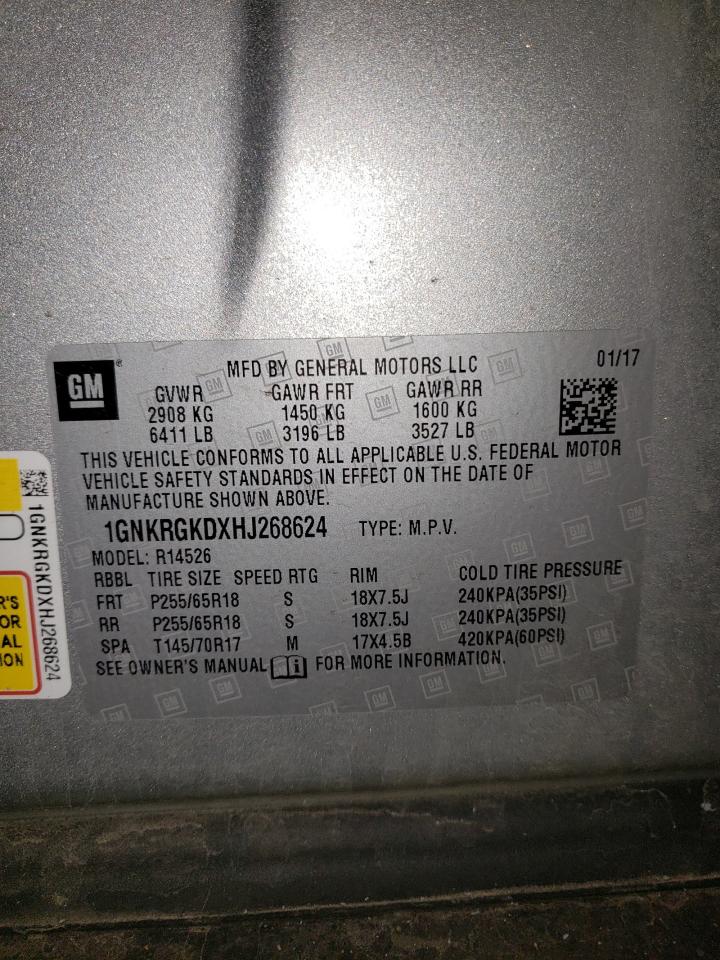 GM
MFD BY GENERAL MOTORS LLC 01/17
GVWR GAWR FRT GAWR RR
2908 KG 1450 KG 1600 KG
6411 LB 3196 LB 3527 LB
THIS VEHICLE CONFORMS TO ALL APPLICABLE U.S. FEDERAL MOTOR
VEHICLE SAFETY STANDARDS IN EFFECT ON THE DATE OF
MANUFACTURE SHOWN ABOVE.
1GNKRGKDXHJ268624 TYPE: M.P.V.
MODEL: R14526
RBBL TIRE SIZE SPEED RTG RIM COLD TIRE PRESSURE
FRT P255/65R18 S 18X7.5J 240KPA(35PSI)
RR P255/65R18 S 18X7.5J 240KPA(35PSI)
SPA T145/70R17 M 17X4.5B 420KPA(60PSI)
SEE OWNER'S MANUAL FOR MORE INFORMATION.
1GNKRGKDXHJ268624
R'S
OR
AL
ION